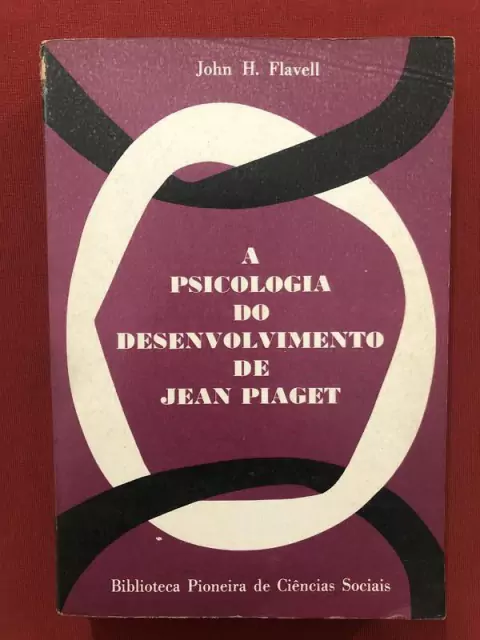 John H. Flavell
A
PSICOLOGIA
DO
DESENVOLVIMENTO
DE
JEAN PIAGET
Biblioteca Pioneira de Ciências Sociais